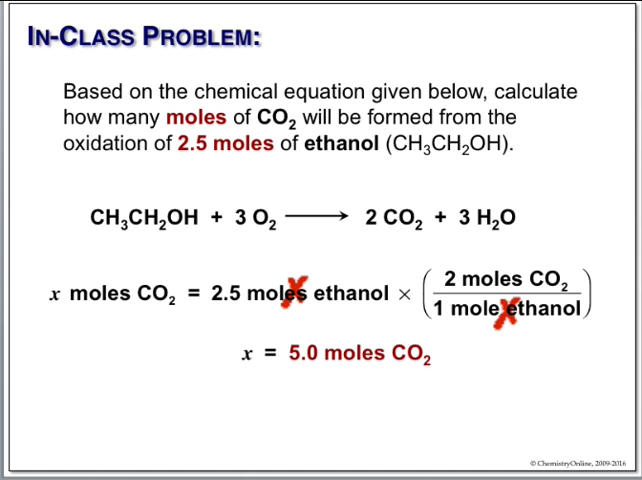 IN-CLASS PROBLEM:
Based on the chemical equation given below, calculate
how many moles of CO₂ will be formed from the
oxidation of 2.5 moles of ethanol (CH₃CH₂OH).
CH₃CH₂OH + 3 O₂ ⟶ 2 CO₂ + 3 H₂O
x moles CO₂ = 2.5 moles ethanol × (2 moles CO₂ / 1 mole ethanol)
x = 5.0 moles CO₂
© ChemistryOnline, 2009-2016